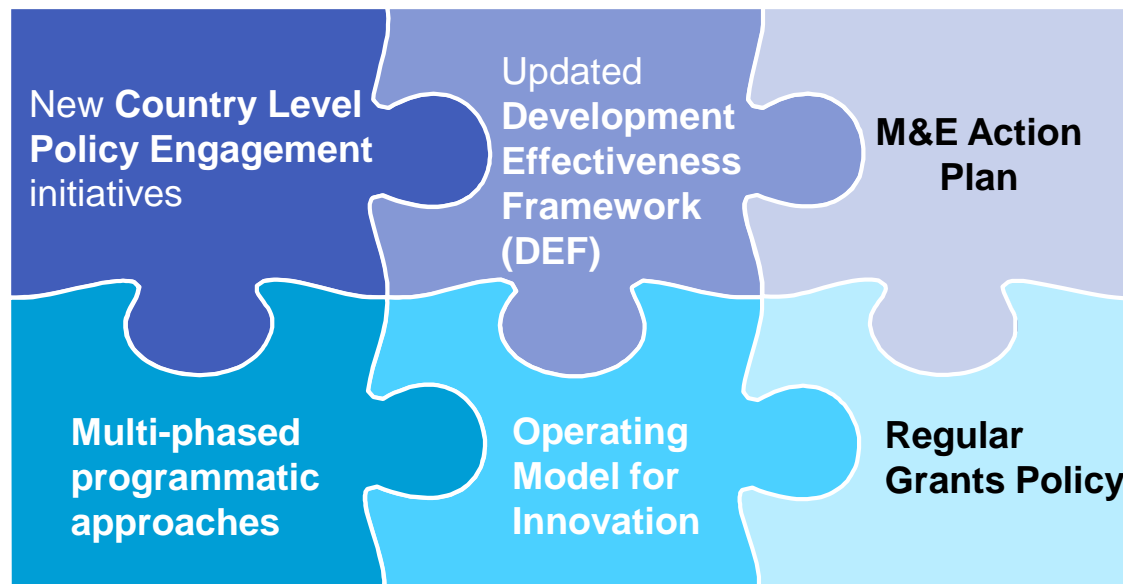 New Country Level
Policy Engagement
initiatives
Updated
Development
Effectiveness
Framework
(DEF)
M&E Action
Plan
Multi-phased
programmatic
approaches
Operating
Model for
Innovation
Regular
Grants Policy